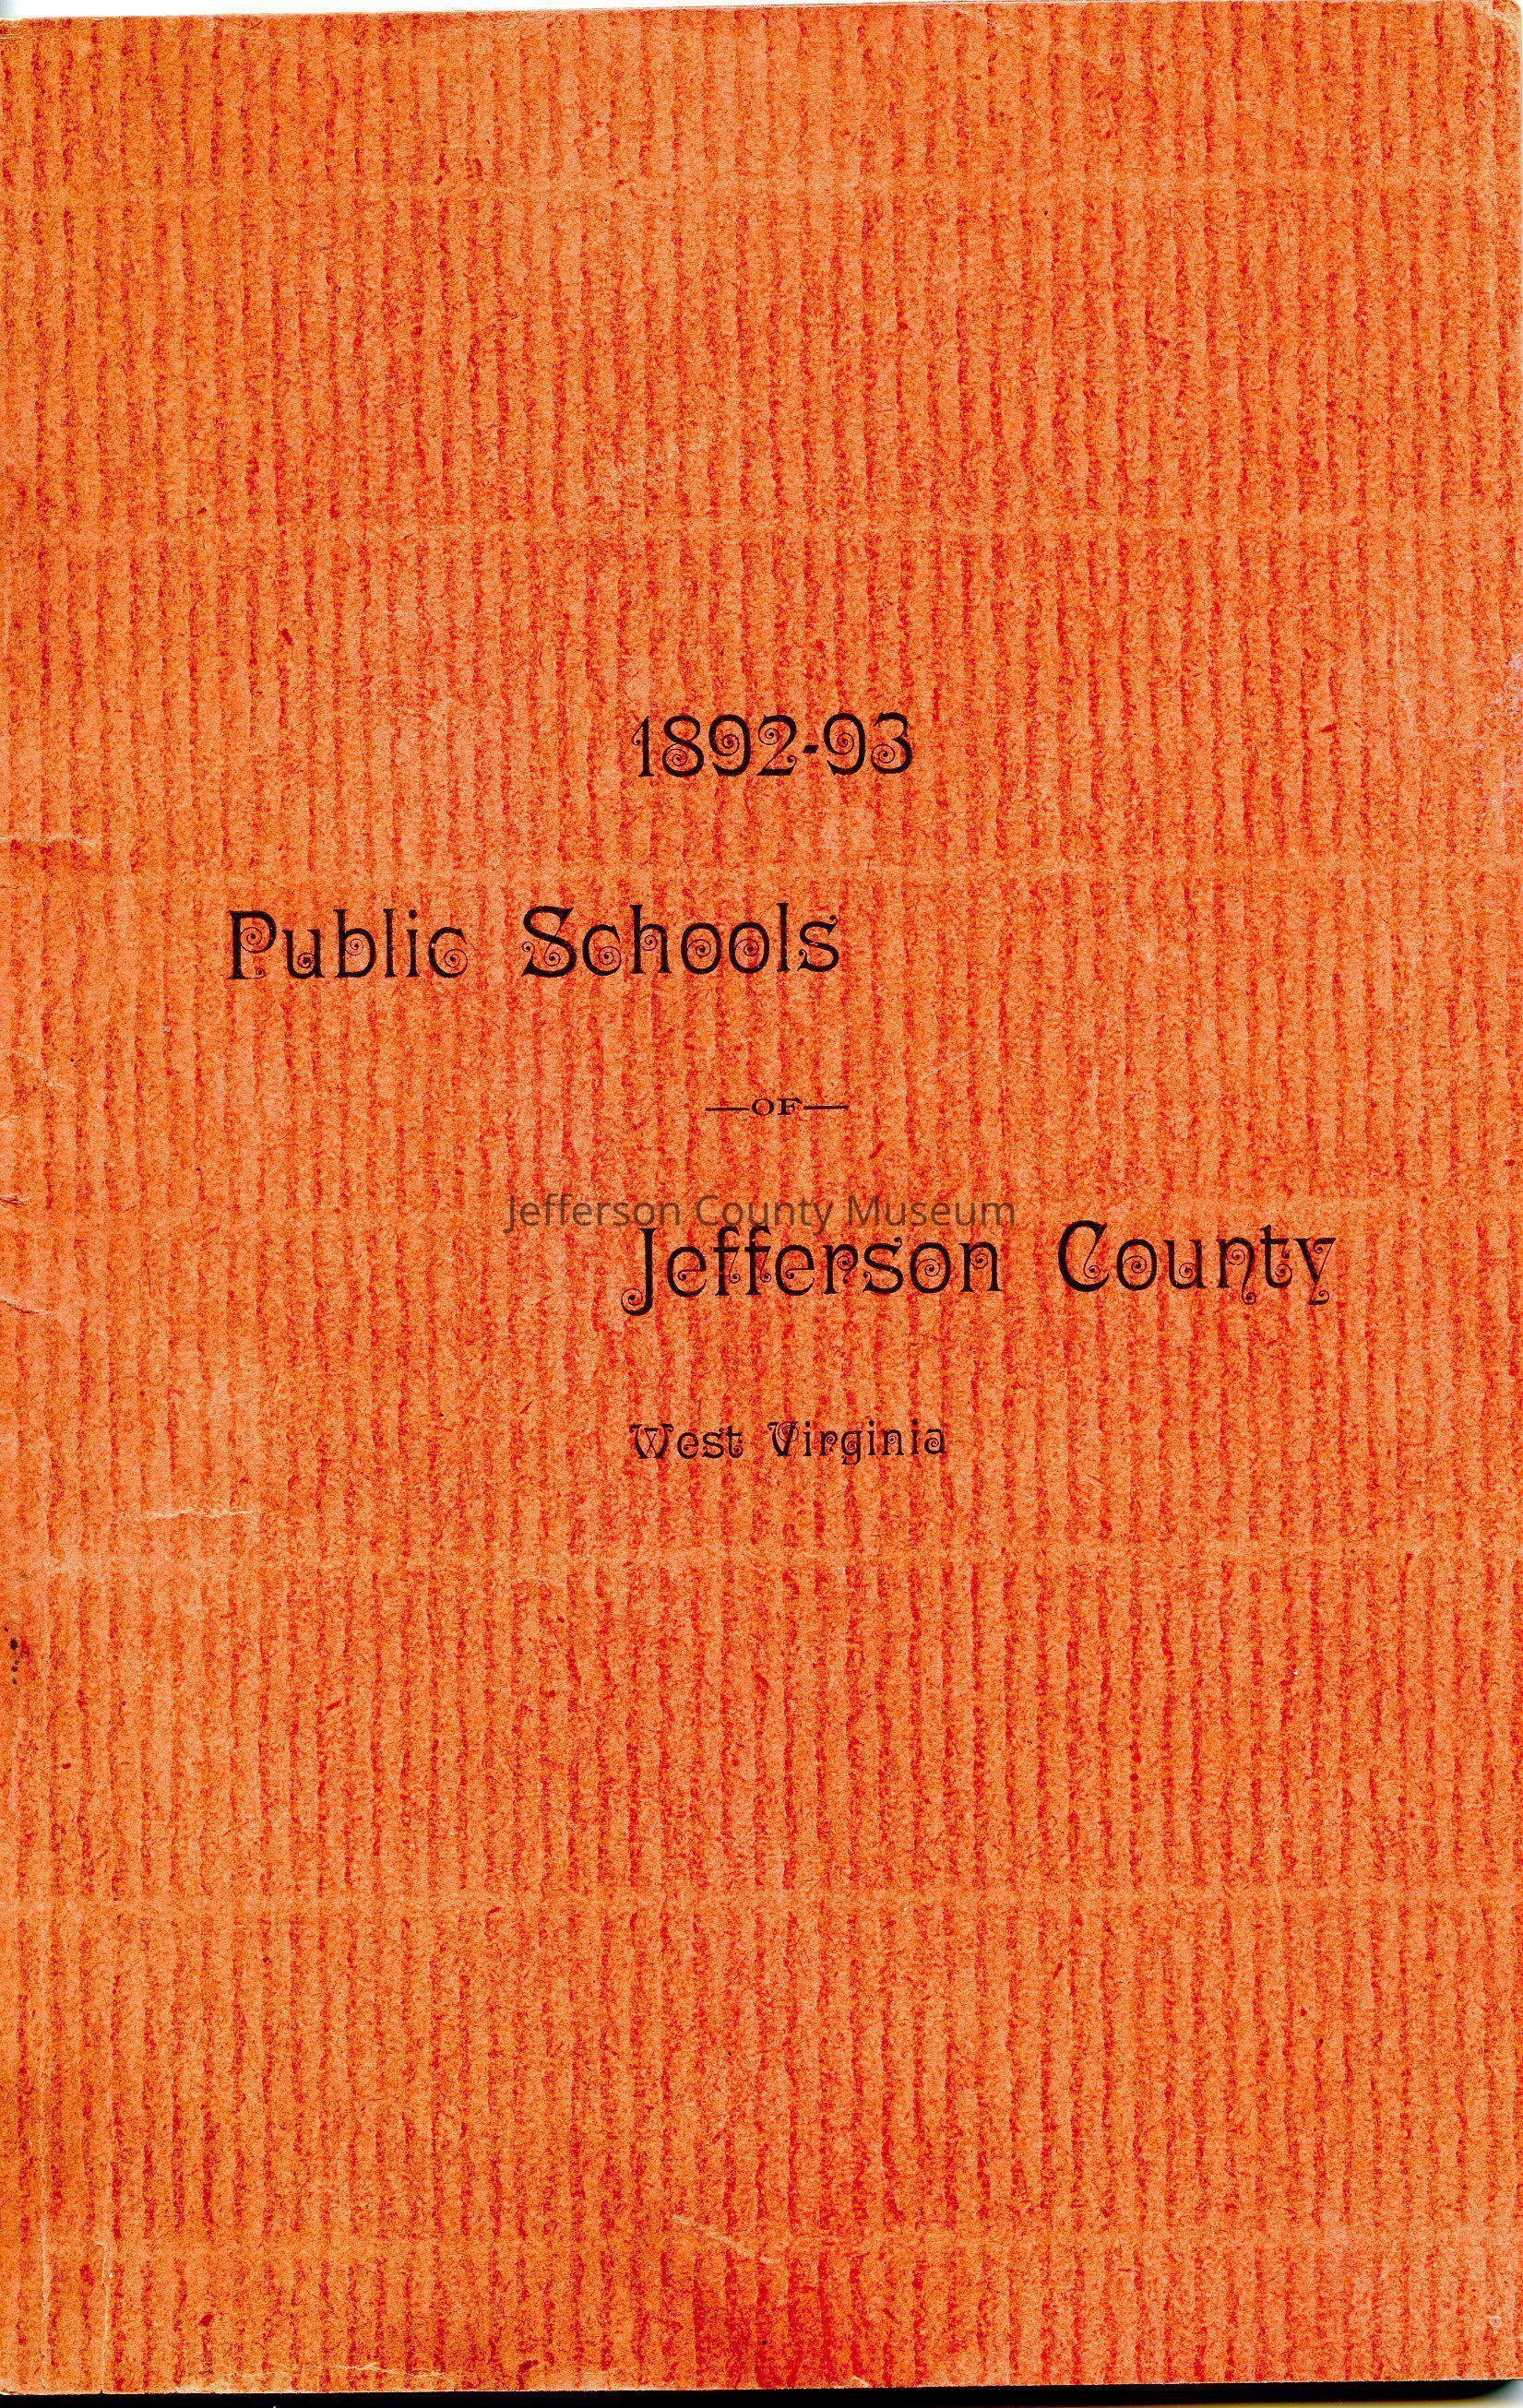 1892-93
Public Schools
—OF—
Jefferson County Museum
Jefferson County
West Virginia